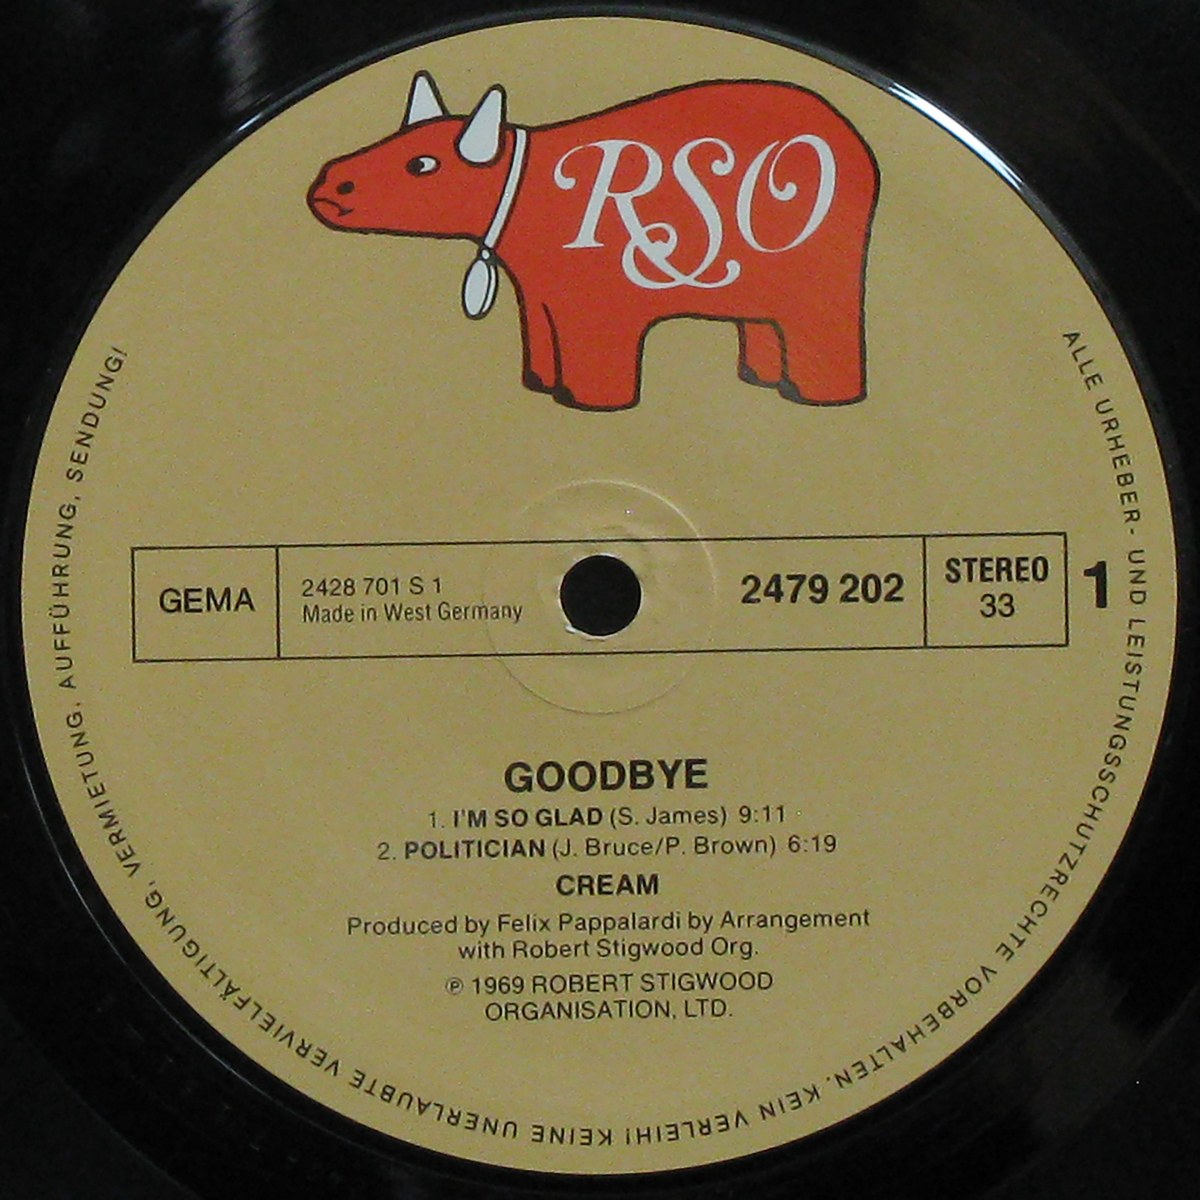 RSO
GEMA
2428 701 S 1
Made in West Germany
2479 202
STEREO
33
1
GOODBYE
1. I'M SO GLAD (S. James) 9:11
2. POLITICIAN (J. Bruce/P. Brown) 6:19
CREAM
Produced by Felix Pappalardi by Arrangement
with Robert Stigwood Org.
℗ 1969 ROBERT STIGWOOD
ORGANISATION, LTD.
ALLE URHEBER- UND LEISTUNGSSCHUTZRECHTE VORBEHALTEN. KEIN VERLEIH! KEINE UNERLAUBTE VERVIELFÄLTIGUNG, VERMIETUNG, AUFFÜHRUNG, SENDUNG!